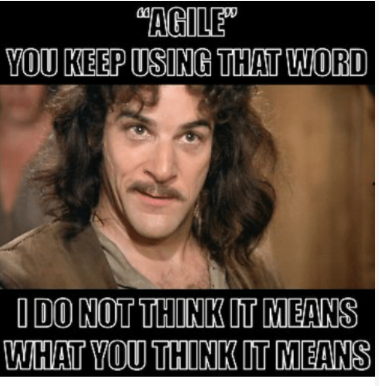 “AGILE”
YOU KEEP USING THAT WORD
I DO NOT THINK IT MEANS
WHAT YOU THINK IT MEANS